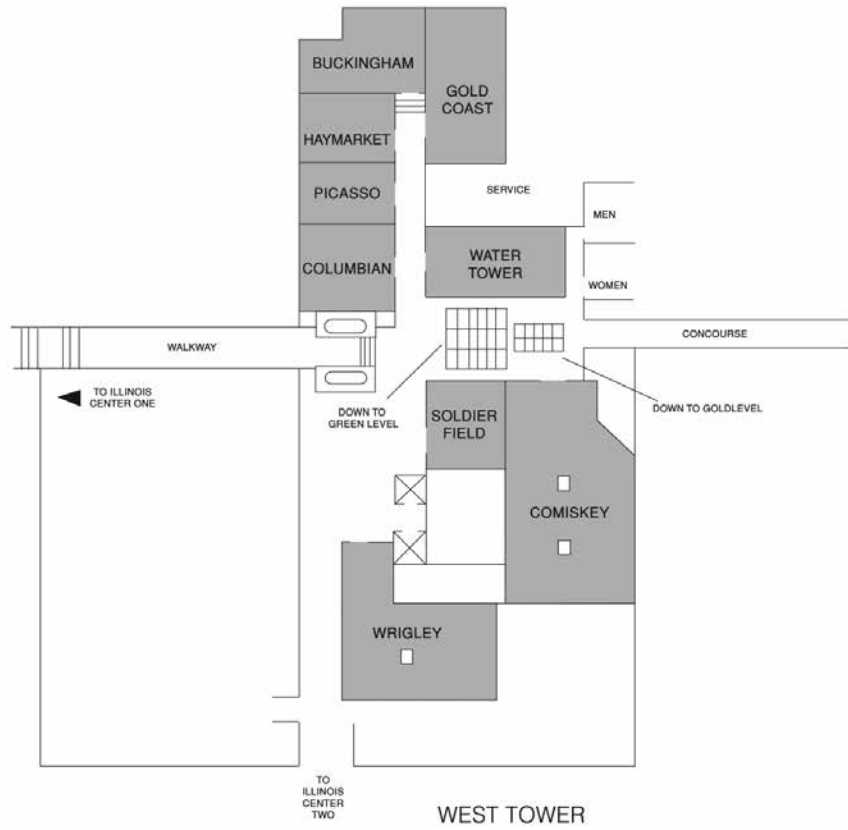 BUCKINGHAM
GOLD
COAST
HAYMARKET
PICASSO
SERVICE
MEN
COLUMBIAN
WATER
TOWER
WOMEN
WALKWAY
CONCOURSE
TO ILLINOIS
CENTER ONE
DOWN TO
GREEN LEVEL
SOLDIER
FIELD
DOWN TO GOLDLEVEL
COMISKEY
WRIGLEY
TO
ILLINOIS
CENTER
TWO
WEST TOWER